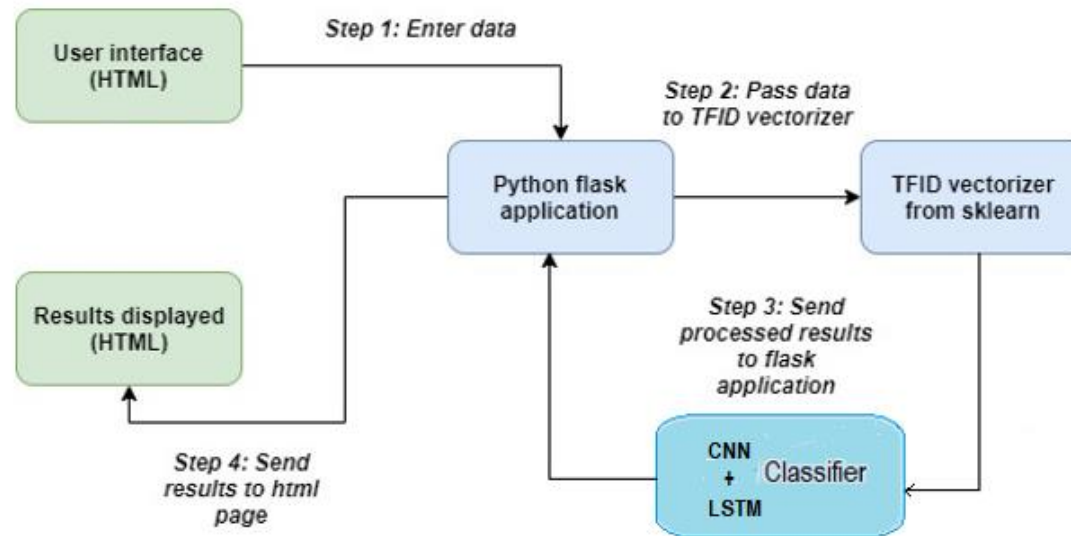 Step 1: Enter data
User interface
(HTML)
Step 2: Pass data
to TFID vectorizer
Python flask
application
TFID vectorizer
from sklearn
Results displayed
(HTML)
Step 3: Send
processed results
to flask
application
CNN
+
LSTM
Classifier
Step 4: Send
results to html
page